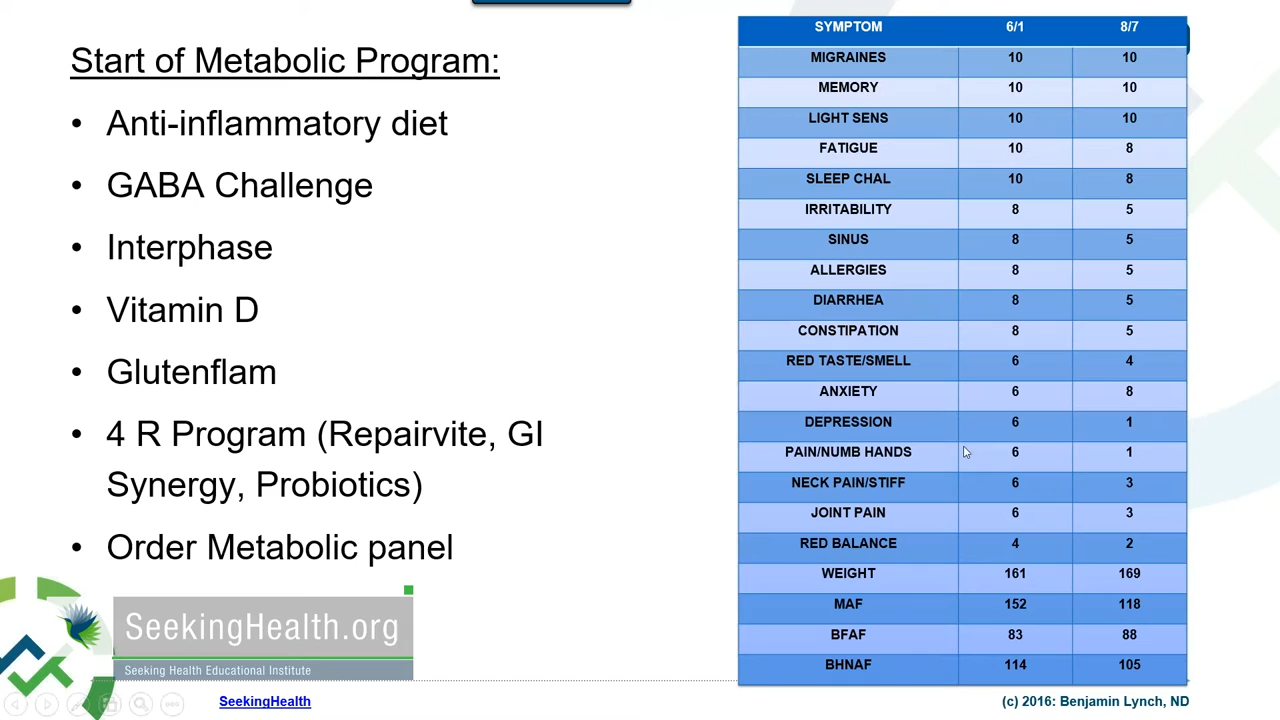 Start of Metabolic Program:
• Anti-inflammatory diet
• GABA Challenge
• Interphase
• Vitamin D
• Glutenflam
• 4 R Program (Repairvite, GI
Synergy, Probiotics)
• Order Metabolic panel
SYMPTOM 6/1 8/7
MIGRAINES 10 10
MEMORY 10 10
LIGHT SENS 10 10
FATIGUE 10 8
SLEEP CHAL 10 8
IRRITABILITY 8 5
SINUS 8 5
ALLERGIES 8 5
DIARRHEA 8 5
CONSTIPATION 8 5
RED TASTE/SMELL 6 4
ANXIETY 6 8
DEPRESSION 6 1
PAIN/NUMB HANDS 6 1
NECK PAIN/STIFF 6 3
JOINT PAIN 6 3
RED BALANCE 4 2
WEIGHT 161 169
MAF 152 118
BFAF 83 88
BHNAF 114 105
SeekingHealth.org
Seeking Health Educational Institute
SeekingHealth
(c) 2016: Benjamin Lynch, ND